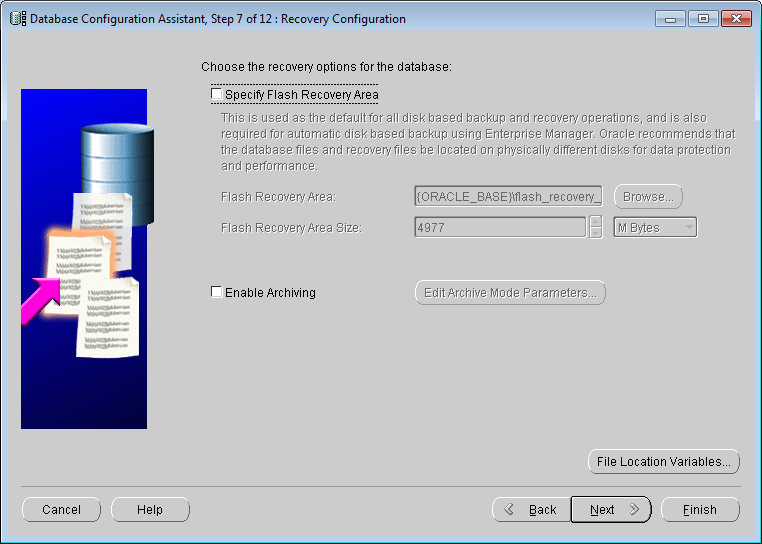 Database Configuration Assistant, Step 7 of 12 : Recovery Configuration
Choose the recovery options for the database:
Specify Flash Recovery Area
This is used as the default for all disk based backup and recovery operations, and is also
required for automatic disk based backup using Enterprise Manager. Oracle recommends that
the database files and recovery files be located on physically different disks for data protection
and performance.
Flash Recovery Area: {ORACLE_BASE}\flash_recovery_ Browse...
Flash Recovery Area Size: 4977 M Bytes
Enable Archiving Edit Archive Mode Parameters...
File Location Variables...
Cancel Help Back Next Finish